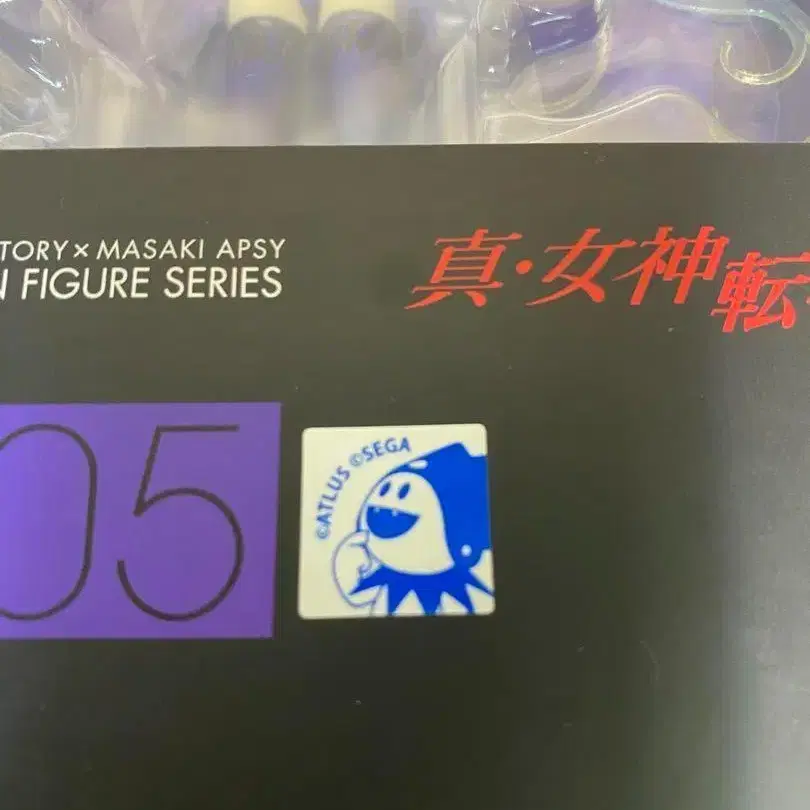 TORY × MASAKI APSY
N FIGURE SERIES
真・女神転
05
©ATLUS ©SEGA